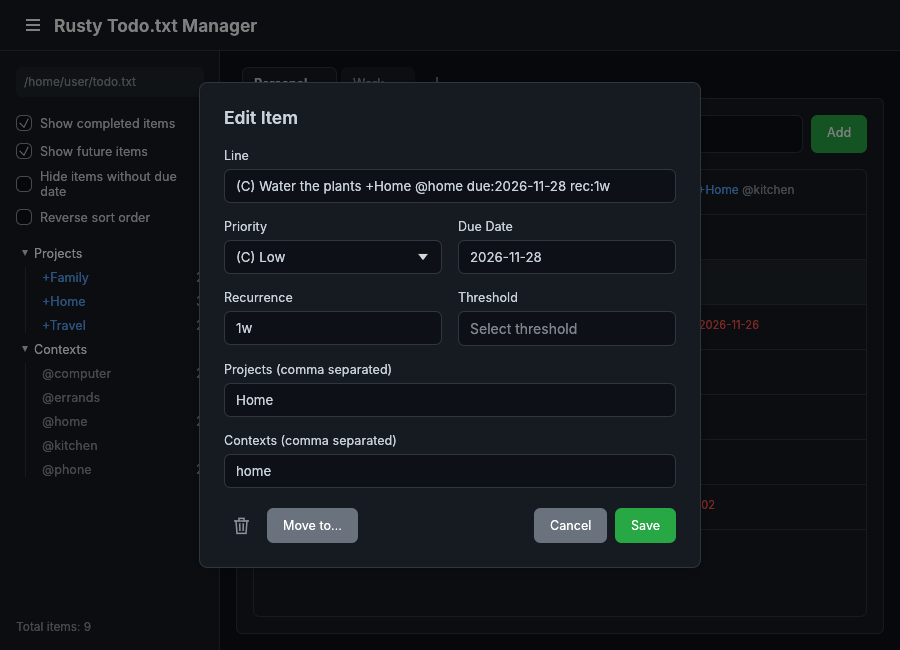 Rusty Todo.txt Manager
/home/user/todo.txt
Show completed items
Show future items
Hide items without due
date
Reverse sort order
Projects
+Family
+Home
+Travel
Contexts
@computer
@errands
@home
@kitchen
@phone
Total items: 9
Add
+Home @kitchen
2026-11-26
02
Edit Item
Line
(C) Water the plants +Home @home due:2026-11-28 rec:1w
Priority
Due Date
(C) Low
2026-11-28
Recurrence
Threshold
1w
Select threshold
Projects (comma separated)
Home
Contexts (comma separated)
home
Move to...
Cancel
Save